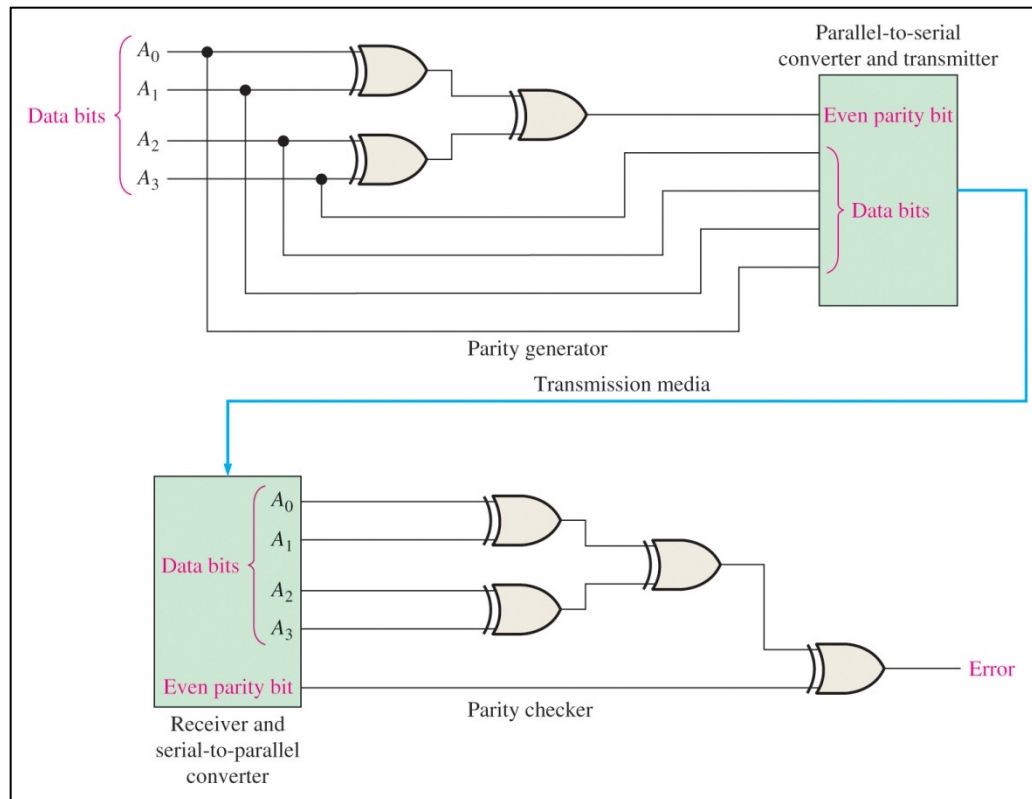 Parallel-to-serial
converter and transmitter
A₀
A₁
Data bits
A₂
A₃
Even parity bit
Data bits
Parity generator
Transmission media
A₀
A₁
Data bits
A₂
A₃
Even parity bit
Error
Parity checker
Receiver and
serial-to-parallel
converter